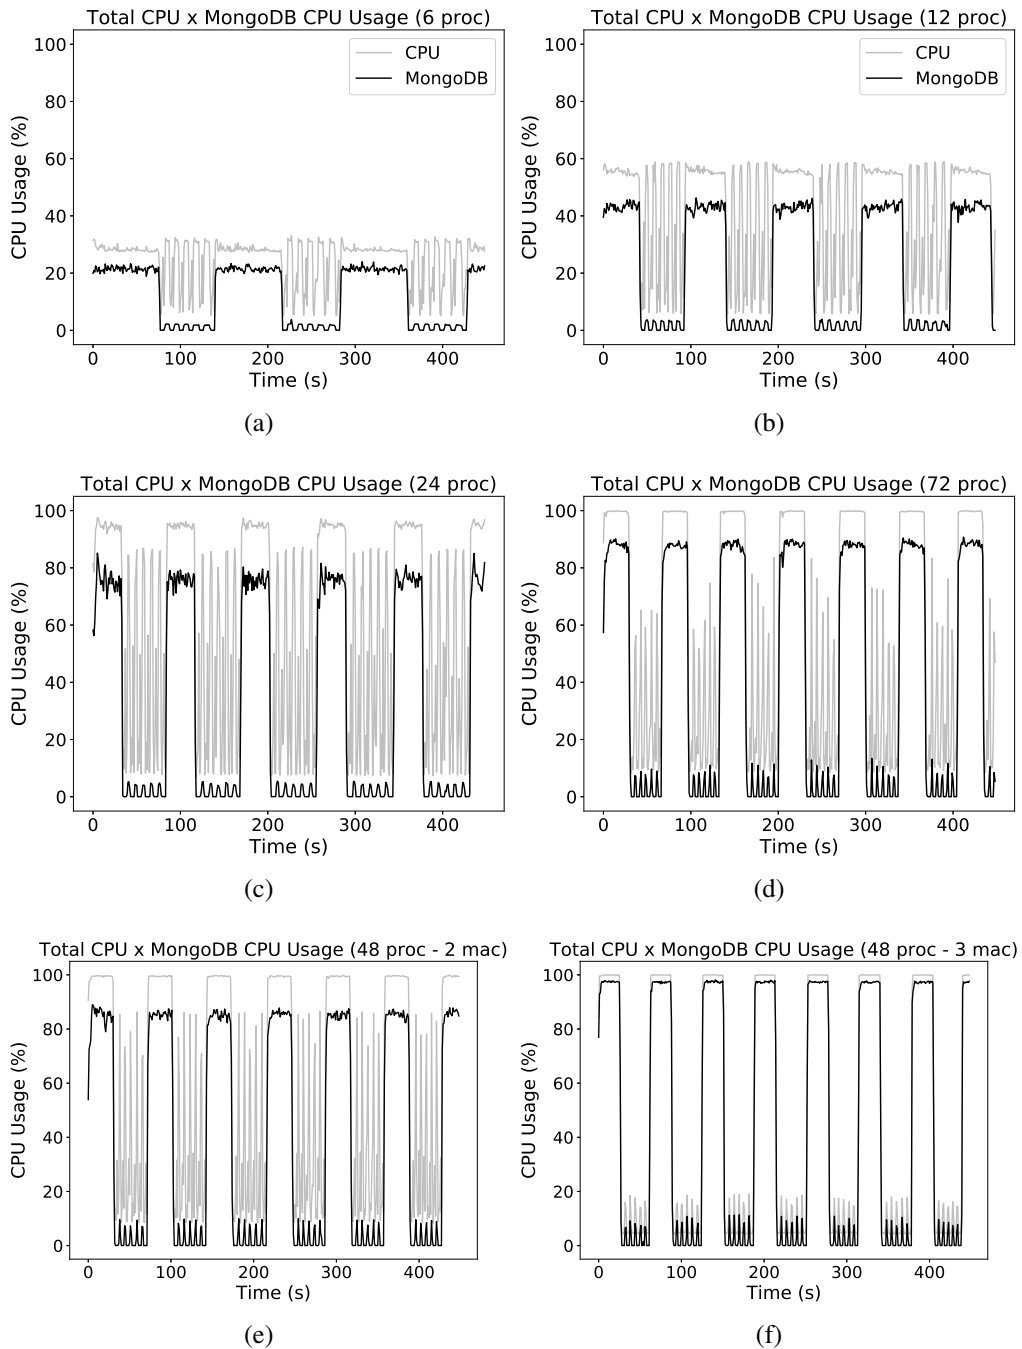 Total CPU x MongoDB CPU Usage (6 proc)
CPU Usage (%)
100
80
60
40
20
0
CPU
MongoDB
0 100 200 300 400
Time (s)
(a)
Total CPU x MongoDB CPU Usage (12 proc)
CPU Usage (%)
100
80
60
40
20
0
CPU
MongoDB
0 100 200 300 400
Time (s)
(b)
Total CPU x MongoDB CPU Usage (24 proc)
CPU Usage (%)
100
80
60
40
20
0
0 100 200 300 400
Time (s)
(c)
Total CPU x MongoDB CPU Usage (72 proc)
CPU Usage (%)
100
80
60
40
20
0
0 100 200 300 400
Time (s)
(d)
Total CPU x MongoDB CPU Usage (48 proc - 2 mac)
CPU Usage (%)
100
80
60
40
20
0
0 100 200 300 400
Time (s)
(e)
Total CPU x MongoDB CPU Usage (48 proc - 3 mac)
CPU Usage (%)
100
80
60
40
20
0
0 100 200 300 400
Time (s)
(f)